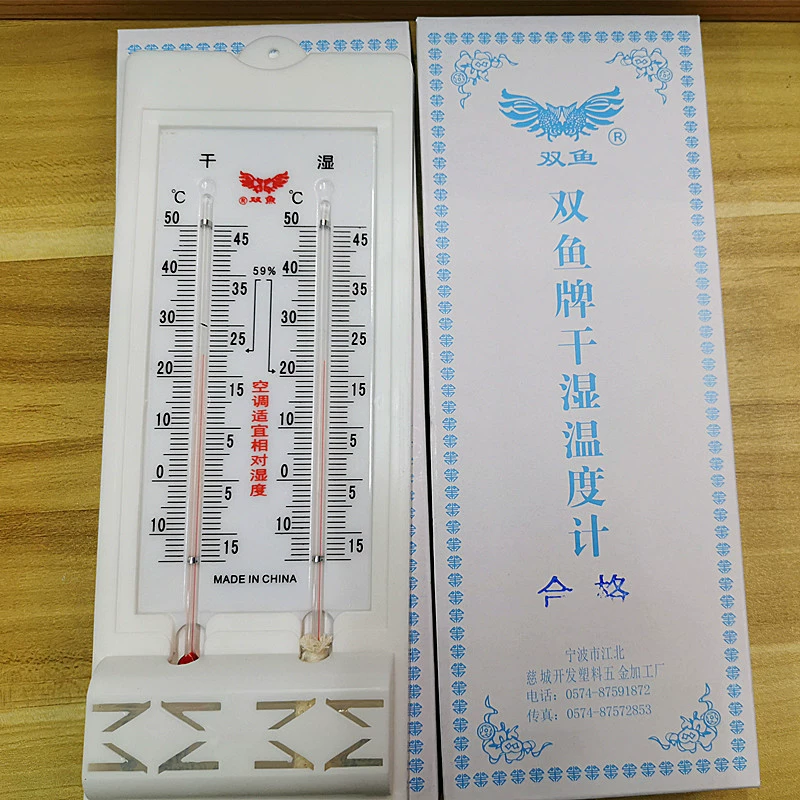 干 湿
℃ ® 双鱼 ℃
50 50
45 45
40 59% 40
35 35
30 30
25 25
20 20
15 15
10 10
5 5
0 0
5 5
10 10
15 15
空调适宜相对湿度
MADE IN CHINA
®
双鱼
双鱼牌干湿温度计
合格
宁波市江北
慈城开发塑料五金加工厂
电话：0574-87591872
传真：0574-87572853